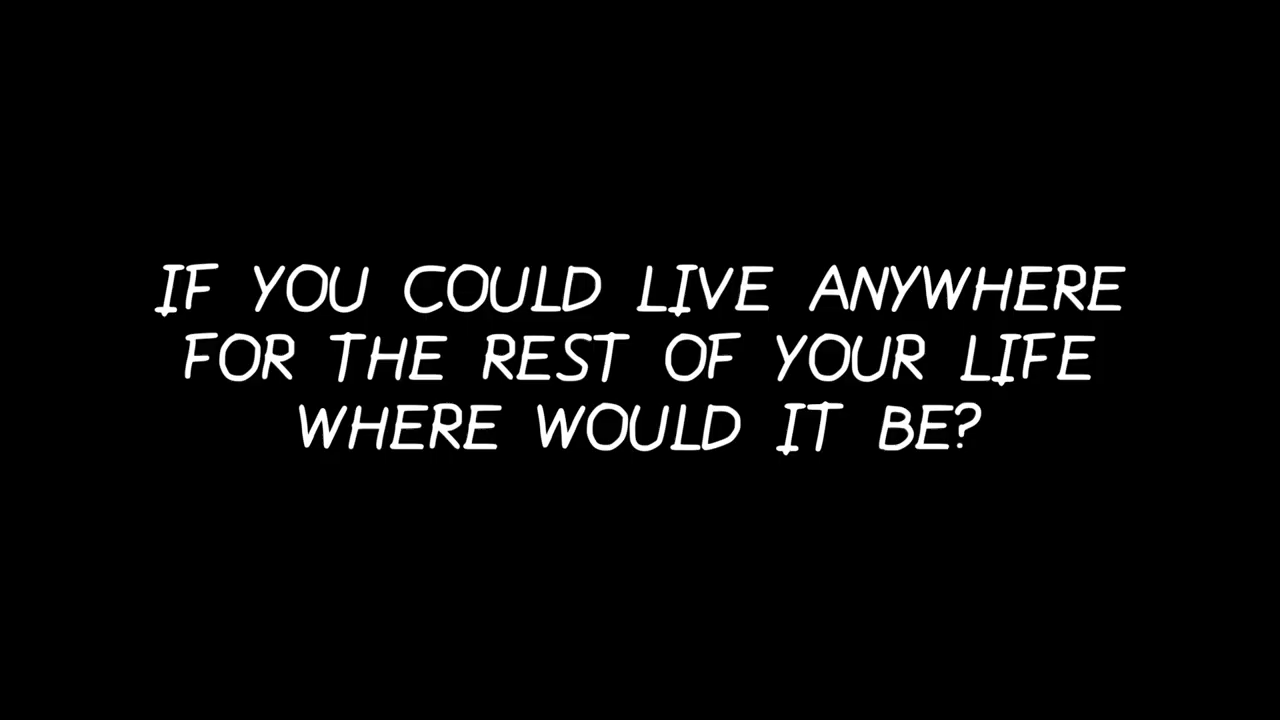 IF YOU COULD LIVE ANYWHERE
FOR THE REST OF YOUR LIFE
WHERE WOULD IT BE?